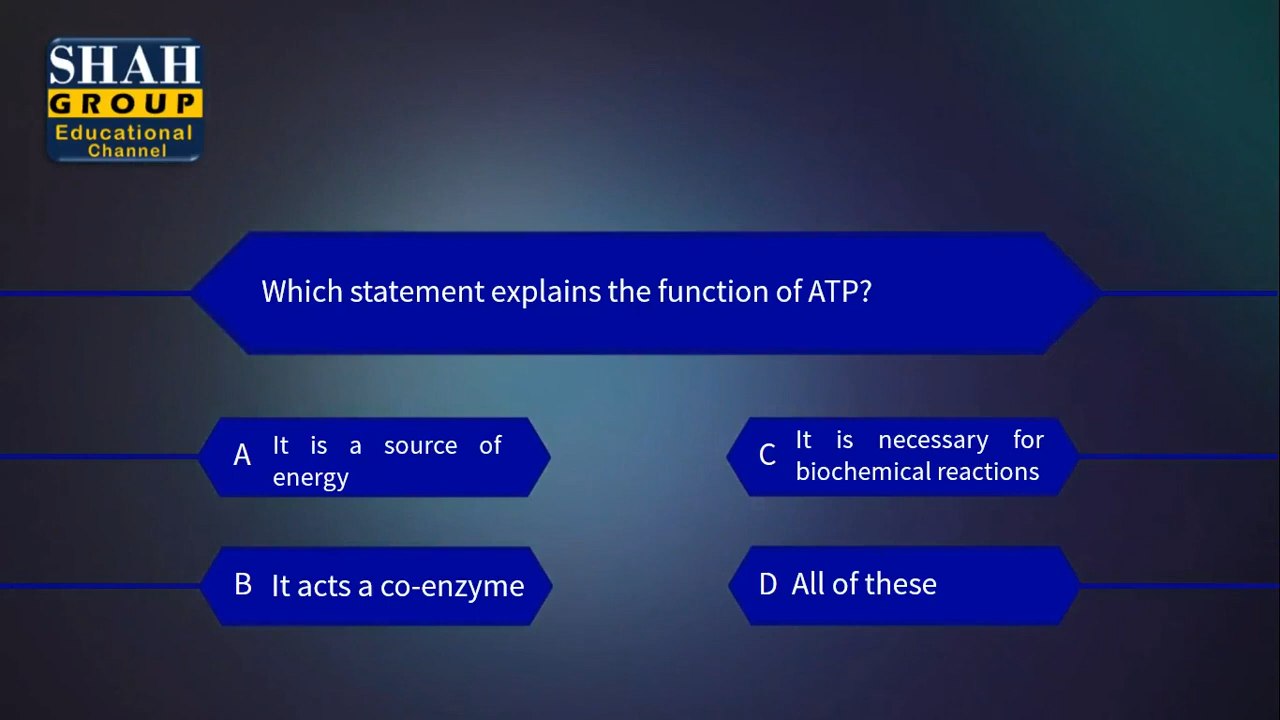 SHAH
GROUP
Educational
Channel
Which statement explains the function of ATP?
A It is a source of
energy
B It acts a co-enzyme
C It is necessary for
biochemical reactions
D All of these